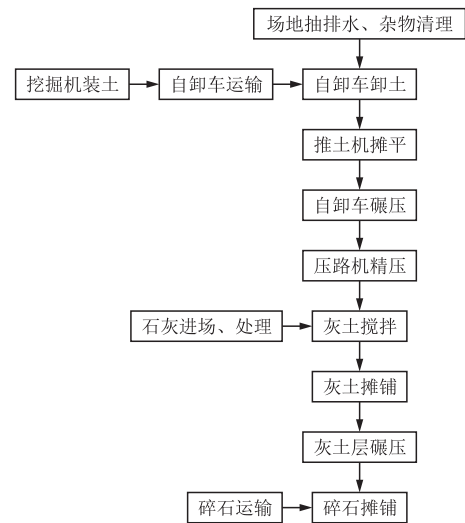 场地抽排水、杂物清理
挖掘机装土
自卸车运输
自卸车卸土
推土机摊平
自卸车碾压
压路机精压
石灰进场、处理
灰土搅拌
灰土摊铺
灰土层碾压
碎石运输
碎石摊铺